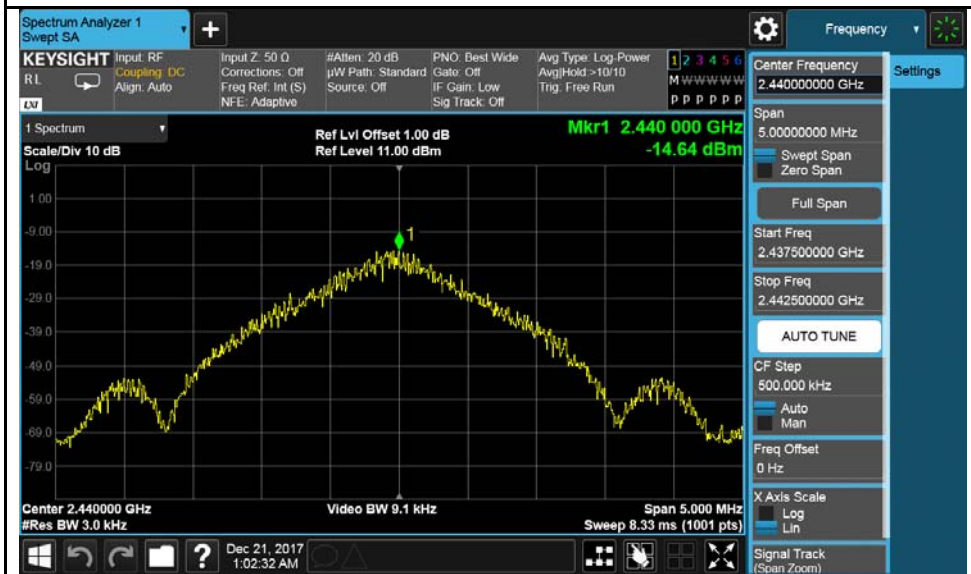 Spectrum Analyzer 1
Swept SA
+
Frequency
KEYSIGHT
RL
LXI
Input: RF
Coupling: DC
Align: Auto
Input Z: 50 Ω
Corrections: Off
Freq Ref: Int (S)
NFE: Adaptive
#Atten: 20 dB
µW Path: Standard
Source: Off
PNO: Best Wide
Gate: Off
IF Gain: Low
Sig Track: Off
Avg Type: Log-Power
Avg|Hold:>10/10
Trig: Free Run
1 2 3 4 5 6
M W W W W W
P P P P P P
1 Spectrum
Scale/Div 10 dB
Ref Lvl Offset 1.00 dB
Ref Level 11.00 dBm
Mkr1 2.440 000 GHz
-14.64 dBm
Log
1.00
-9.00
-19.0
-29.0
-39.0
-49.0
-59.0
-69.0
-79.0
1
Center 2.440000 GHz
#Res BW 3.0 kHz
Video BW 9.1 kHz
Span 5.000 MHz
Sweep 8.33 ms (1001 pts)
?
Dec 21, 2017
1:02:32 AM
Center Frequency
2.440000000 GHz
Settings
Span
5.00000000 MHz
Swept Span
Zero Span
Full Span
Start Freq
2.437500000 GHz
Stop Freq
2.442500000 GHz
AUTO TUNE
CF Step
500.000 kHz
Auto
Man
Freq Offset
0 Hz
X Axis Scale
Log
Lin
Signal Track
(Span Zoom)